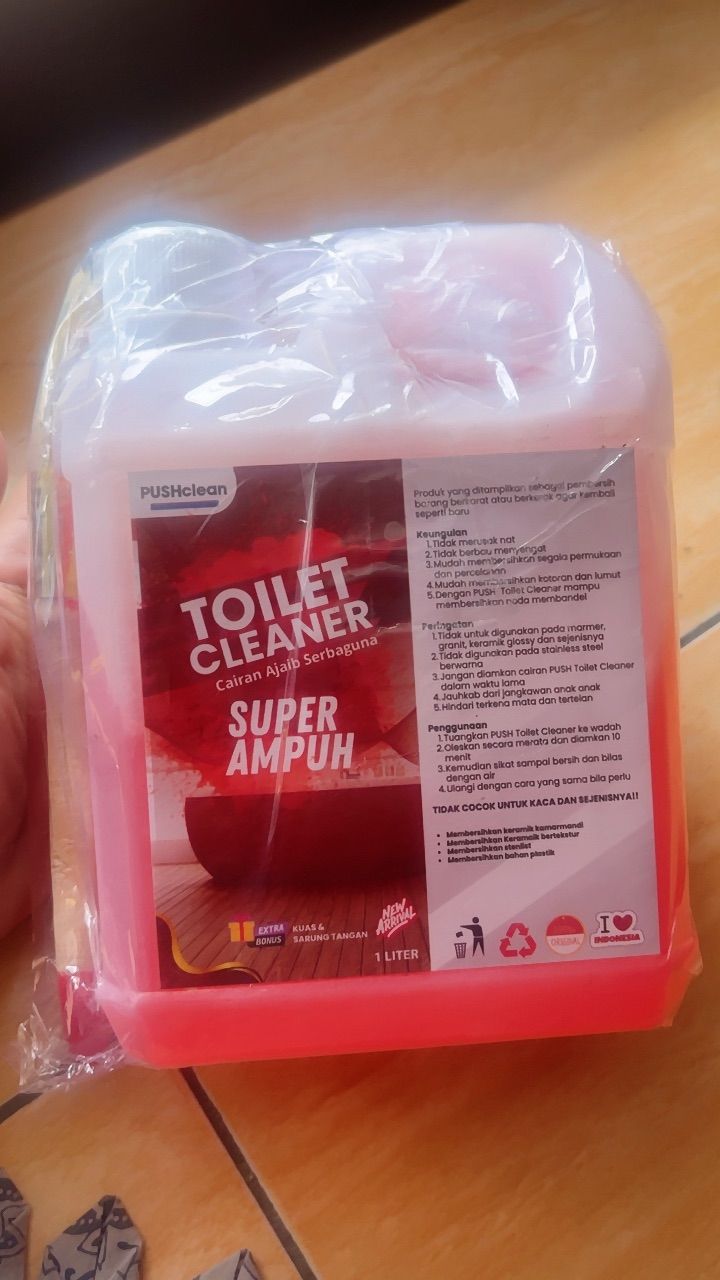 PUSHclean
TOILET
CLEANER
Cairan Ajaib Serbaguna
SUPER
AMPUH
EXTRA
BONUS
KUAS &
SARUNG TANGAN
NEW
ARRIVAL
1 LITER
Produk yang ditampilkan sebagai pembersih
barang berkarat atau berkerak agar kembali
seperti baru
Keungulan
1.Tidak merusak nat
2.Tidak berbau menyengat
3.Mudah membersihkan segala permukaan
dan percelanan
4.Mudah membersihkan kotoran dan lumut
5.Dengan PUSH Toilet Cleaner mampu
membersihkan noda membandel
Peringatan
1.Tidak untuk digunakan pada marmer,
granit, keramik glossy dan sejenisnya
2.Tidak digunakan pada stainless steel
berwarna
3.Jangan diamkan cairan PUSH Toilet Cleaner
dalam waktu lama
4.Jauhkab dari jangkawan anak anak
5.Hindari terkena mata dan tertelan
Penggunaan
1.Tuangkan PUSH Toilet Cleaner ke wadah
2.Oleskan secara merata dan diamkan 10
menit
3.Kemudian sikat sampai bersih dan bilas
dengan air
4.Ulangi dengan cara yang sama bila perlu
TIDAK COCOK UNTUK KACA DAN SEJENISNYA!!
• Membersihkan keramik kamarmandi
• Membersihkan Keramaik bertekstur
• Membersihkan stenlist
• Membersihkan bahan plastik
ORIGINAL
I
INDONESIA